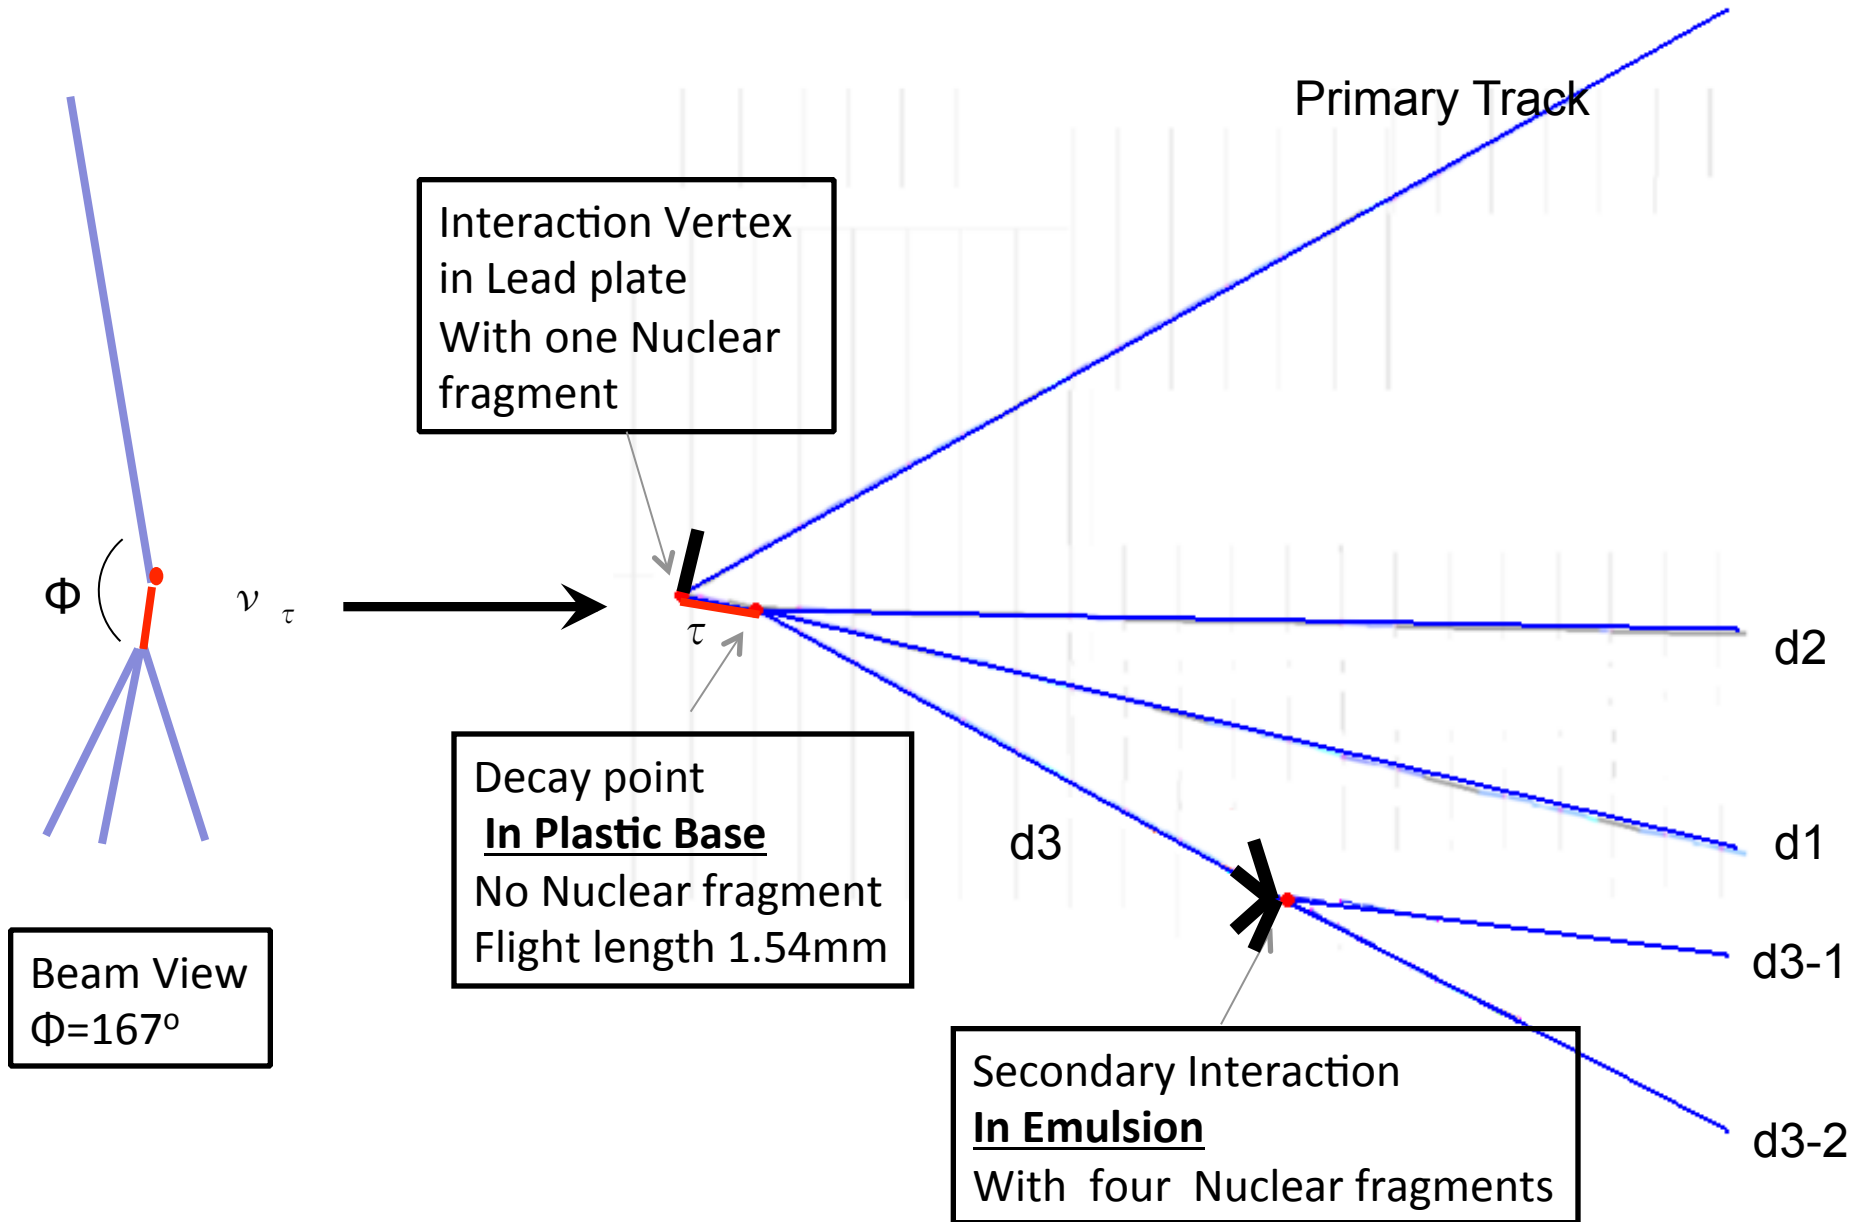 Primary Track
Interaction Vertex
in Lead plate
With one Nuclear
fragment
Φ
ν τ
τ
d2
Decay point
In Plastic Base
No Nuclear fragment
Flight length 1.54mm
d3
d1
Beam View
Φ=167º
d3-1
Secondary Interaction
In Emulsion
With four Nuclear fragments
d3-2